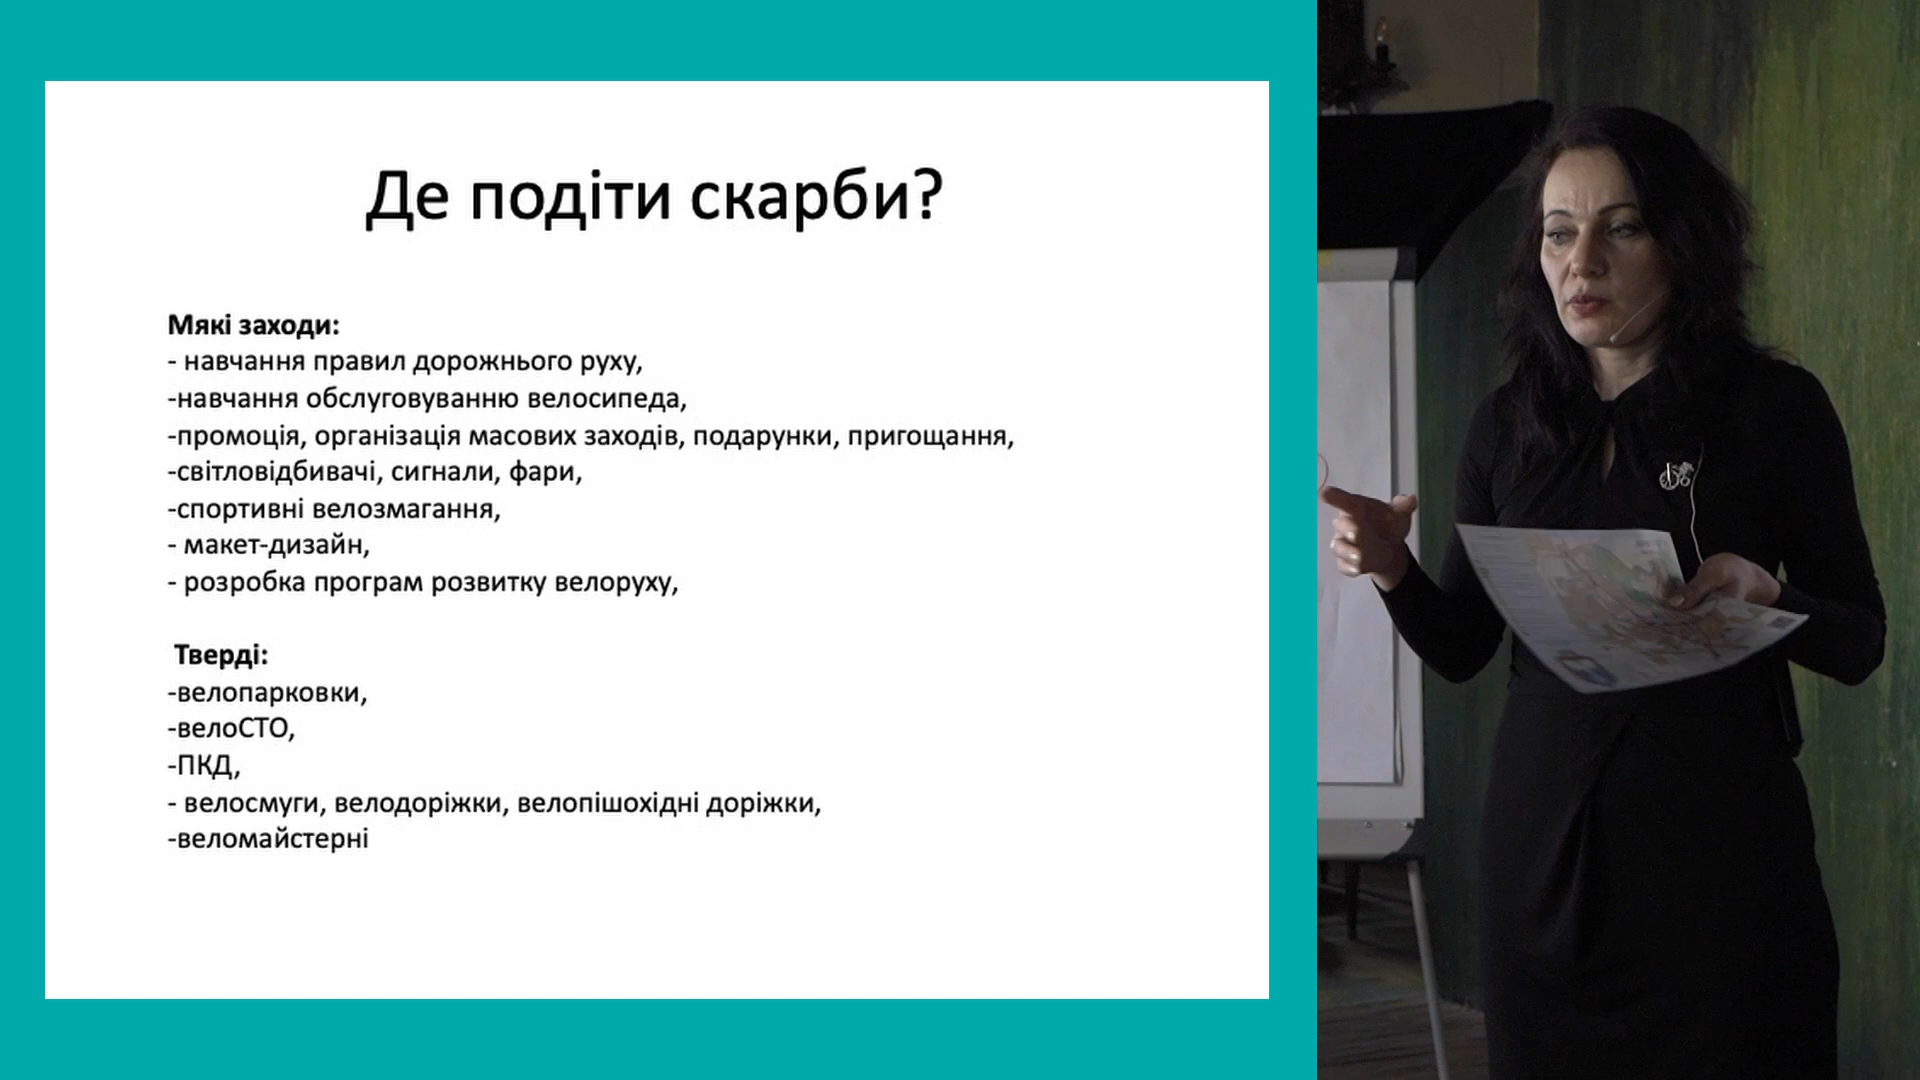 Де подіти скарби?
Мякі заходи:
- навчання правил дорожнього руху,
-навчання обслуговуванню велосипеда,
-промоція, організація масових заходів, подарунки, пригощання,
-світловідбивачі, сигнали, фари,
-спортивні велозмагання,
- макет-дизайн,
- розробка програм розвитку велоруху,
Тверді:
-велопарковки,
-велоСТО,
-ПКД,
- велосмуги, велодоріжки, велопішохідні доріжки,
-веломайстерні